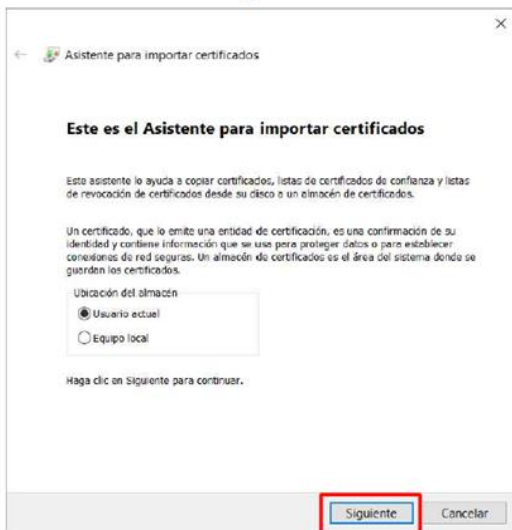 Asistente para importar certificados
Este es el Asistente para importar certificados
Este asistente lo ayuda a copiar certificados, listas de certificados de confianza y listas
de revocación de certificados desde su disco a un almacén de certificados.
Un certificado, que lo emite una entidad de certificación, es una confirmación de su
identidad y contiene información que se usa para proteger datos o para establecer
conexiones de red seguras. Un almacén de certificados es el área del sistema donde se
guardan los certificados.
Ubicación del almacén
Usuario actual
Equipo local
Haga clic en Siguiente para continuar.
Siguiente Cancelar